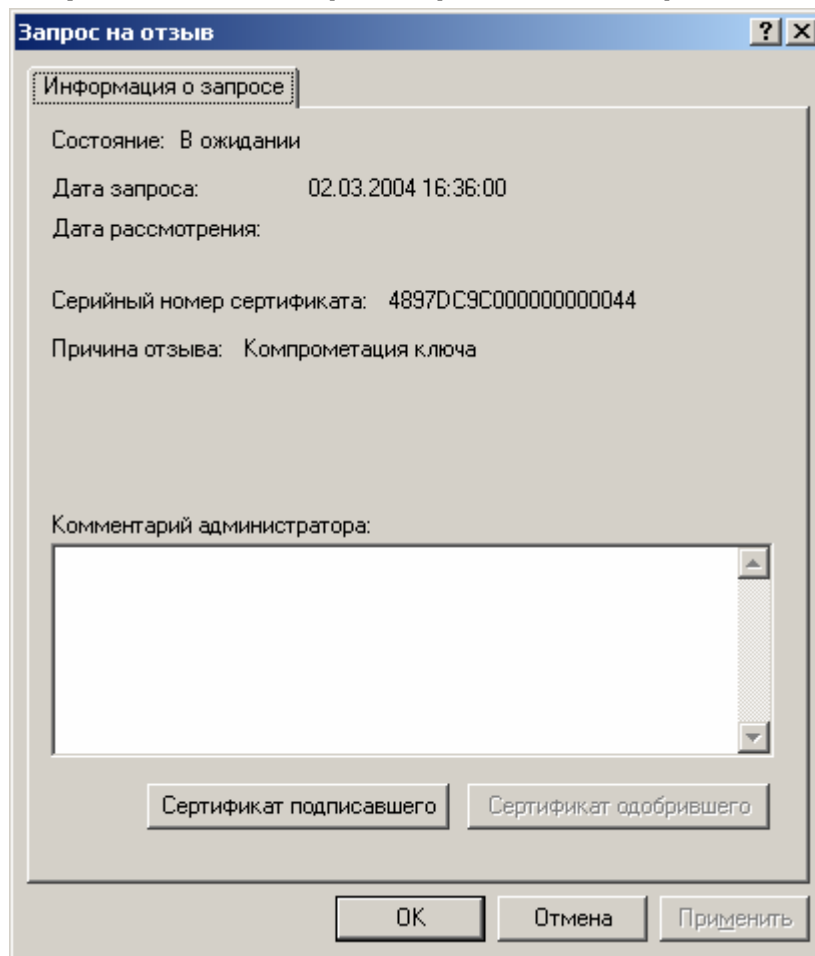 Запрос на отзыв
Информация о запросе
Состояние: В ожидании
Дата запроса: 02.03.2004 16:36:00
Дата рассмотрения:
Серийный номер сертификата: 4897DC9C000000000044
Причина отзыва: Компрометация ключа
Комментарий администратора:
Сертификат подписавшего Сертификат одобрившего
OK Отмена Применить